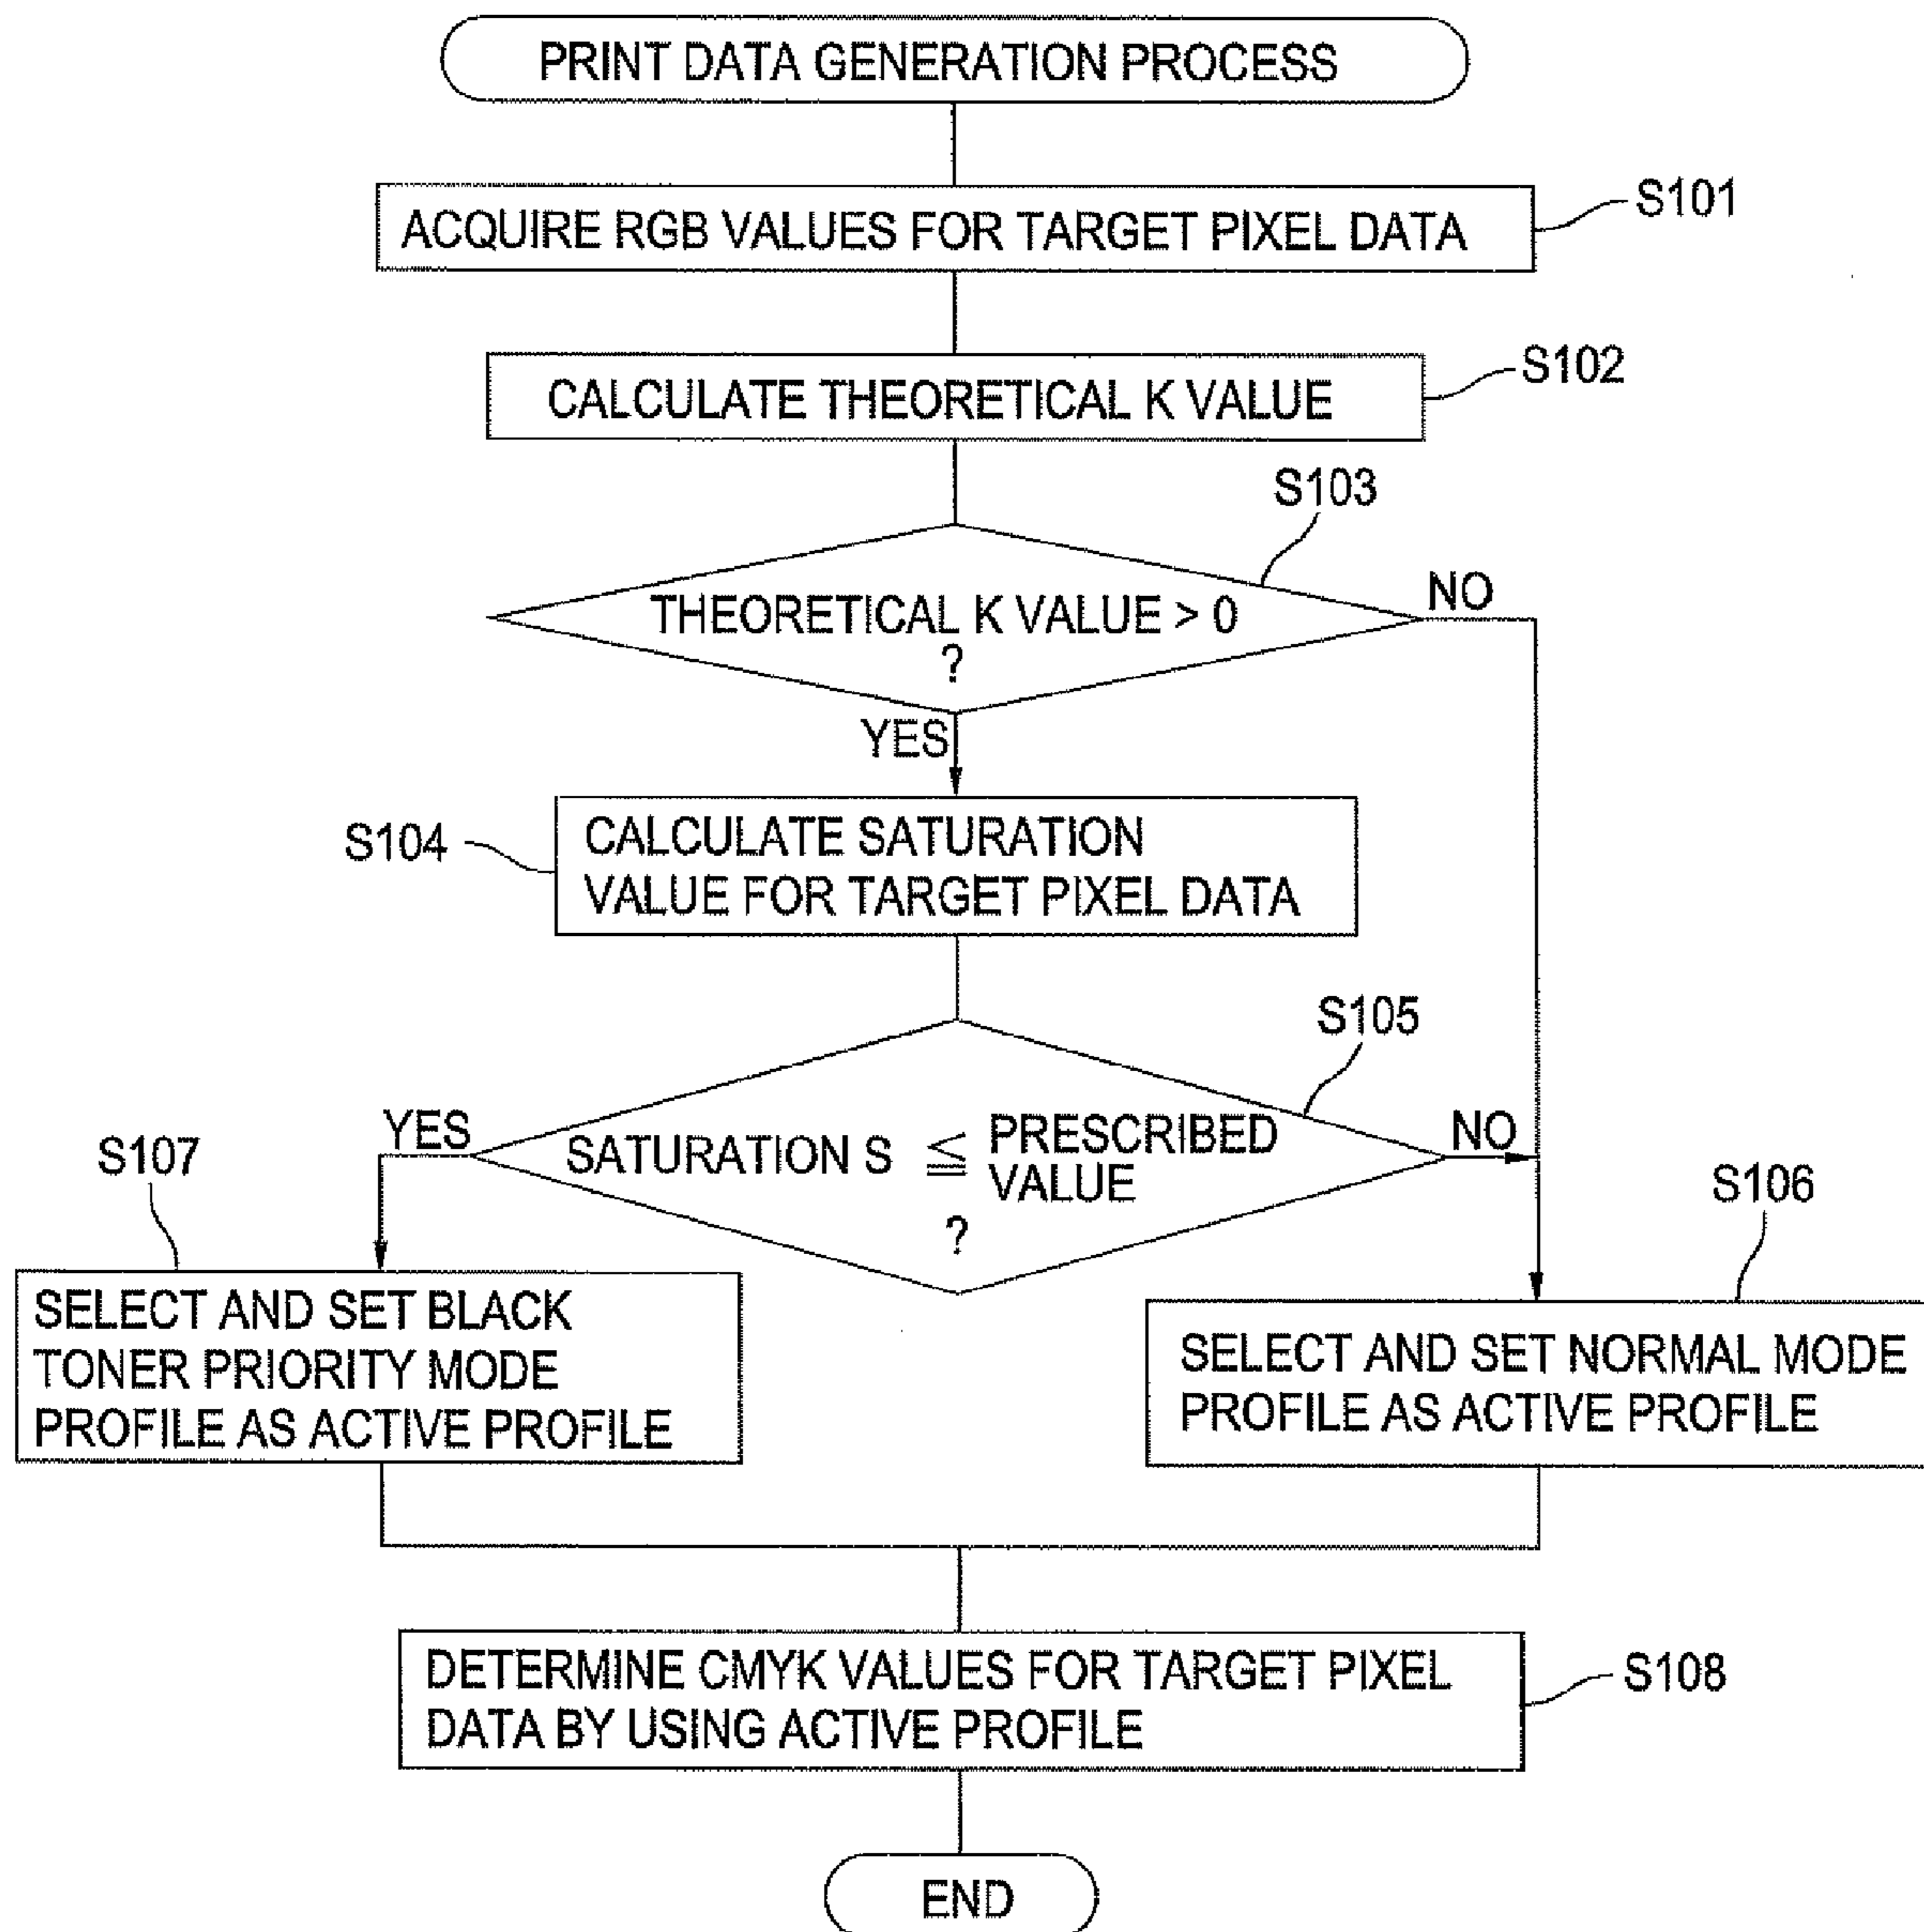 PRINT DATA GENERATION PROCESS
ACQUIRE RGB VALUES FOR TARGET PIXEL DATA
S101
CALCULATE THEORETICAL K VALUE
S102
S103
THEORETICAL K VALUE > 0
?
NO
YES
S104
CALCULATE SATURATION
VALUE FOR TARGET PIXEL DATA
S105
YES
SATURATION S ≦ PRESCRIBED
VALUE
?
NO
S107
S106
SELECT AND SET BLACK
TONER PRIORITY MODE
PROFILE AS ACTIVE PROFILE
SELECT AND SET NORMAL MODE
PROFILE AS ACTIVE PROFILE
DETERMINE CMYK VALUES FOR TARGET PIXEL
DATA BY USING ACTIVE PROFILE
S108
END